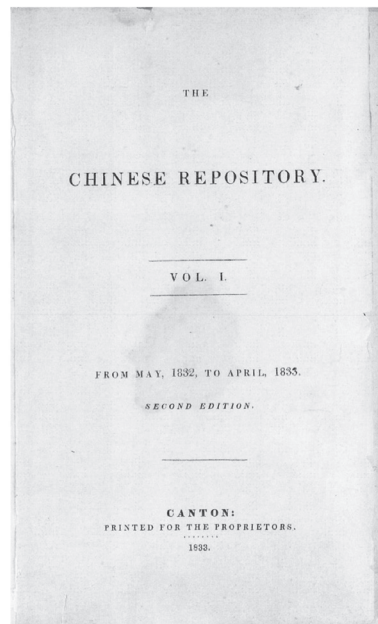 THE
CHINESE REPOSITORY.
VOL. I.
FROM MAY, 1832, TO APRIL, 1833.
SECOND EDITION.
CANTON:
PRINTED FOR THE PROPRIETORS.
1833.